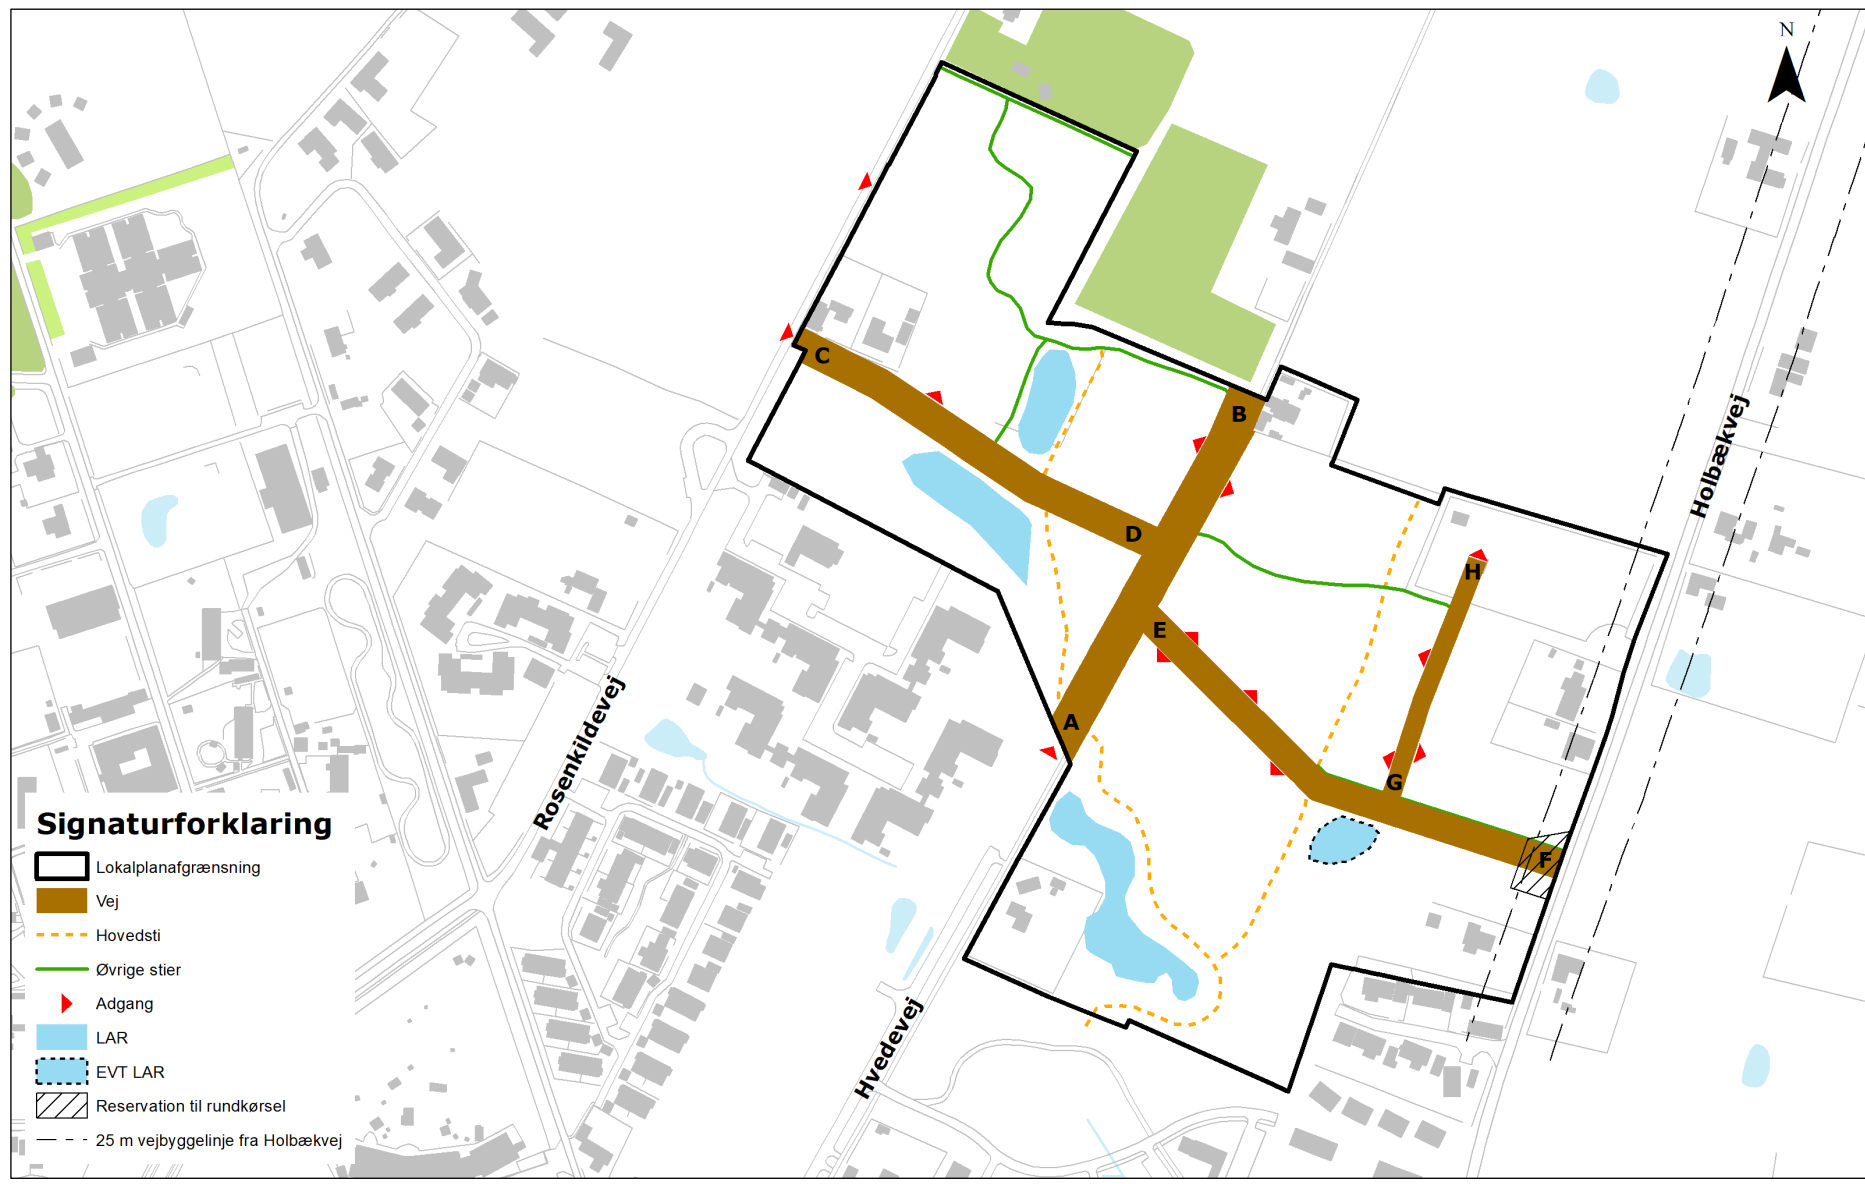 N
C
B
D
H
E
A
G
F
Holbækvej
Rosenkildevej
Hvedevej
Signaturforklaring
Lokalplanafgrænsning
Vej
Hovedsti
Øvrige stier
Adgang
LAR
EVT LAR
Reservation til rundkørsel
25 m vejbyggelinje fra Holbækvej